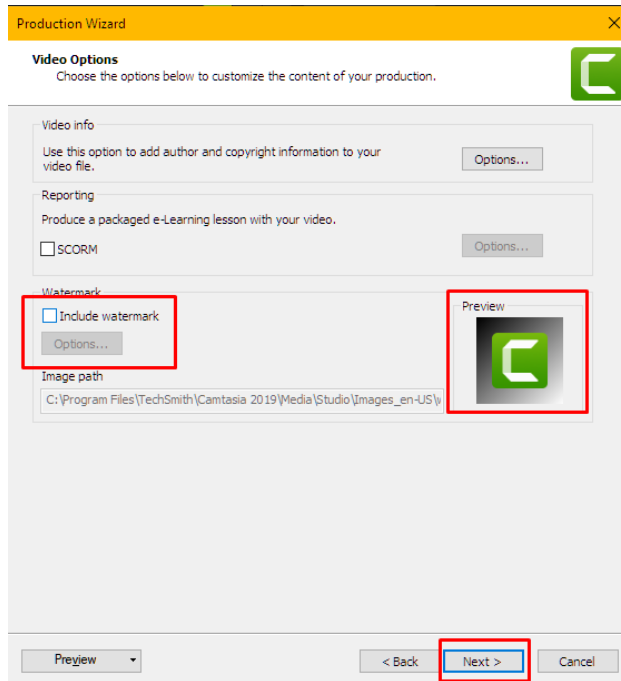 Production Wizard
Video Options
Choose the options below to customize the content of your production.
Video info
Use this option to add author and copyright information to your
video file.
Options...
Reporting
Produce a packaged e-Learning lesson with your video.
SCORM
Options...
Watermark
Include watermark
Options...
Preview
Image path
C:\Program Files\TechSmith\Camtasia 2019\Media\Studio\Images_en-US\
Preview
< Back
Next >
Cancel